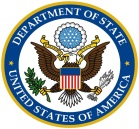 DEPARTMENT OF STATE
UNITED STATES OF AMERICA